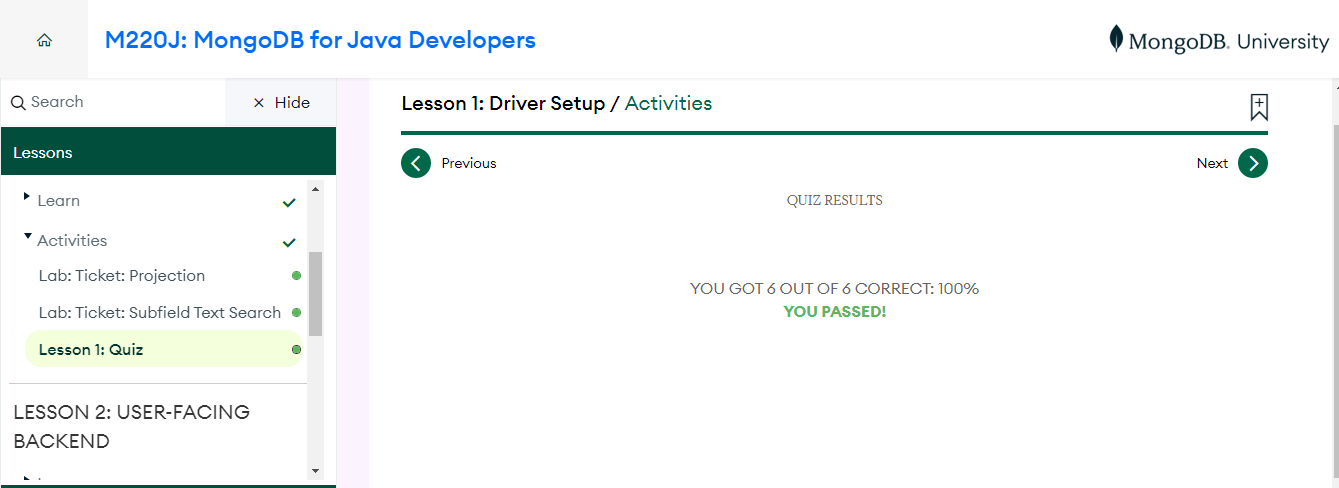 M220J: MongoDB for Java Developers
MongoDB. University
Search
Hide
Lessons
Learn
Activities
Lab: Ticket: Projection
Lab: Ticket: Subfield Text Search
Lesson 1: Quiz
LESSON 2: USER-FACING
BACKEND
Lesson 1: Driver Setup / Activities
Previous
Next
QUIZ RESULTS
YOU GOT 6 OUT OF 6 CORRECT: 100%
YOU PASSED!